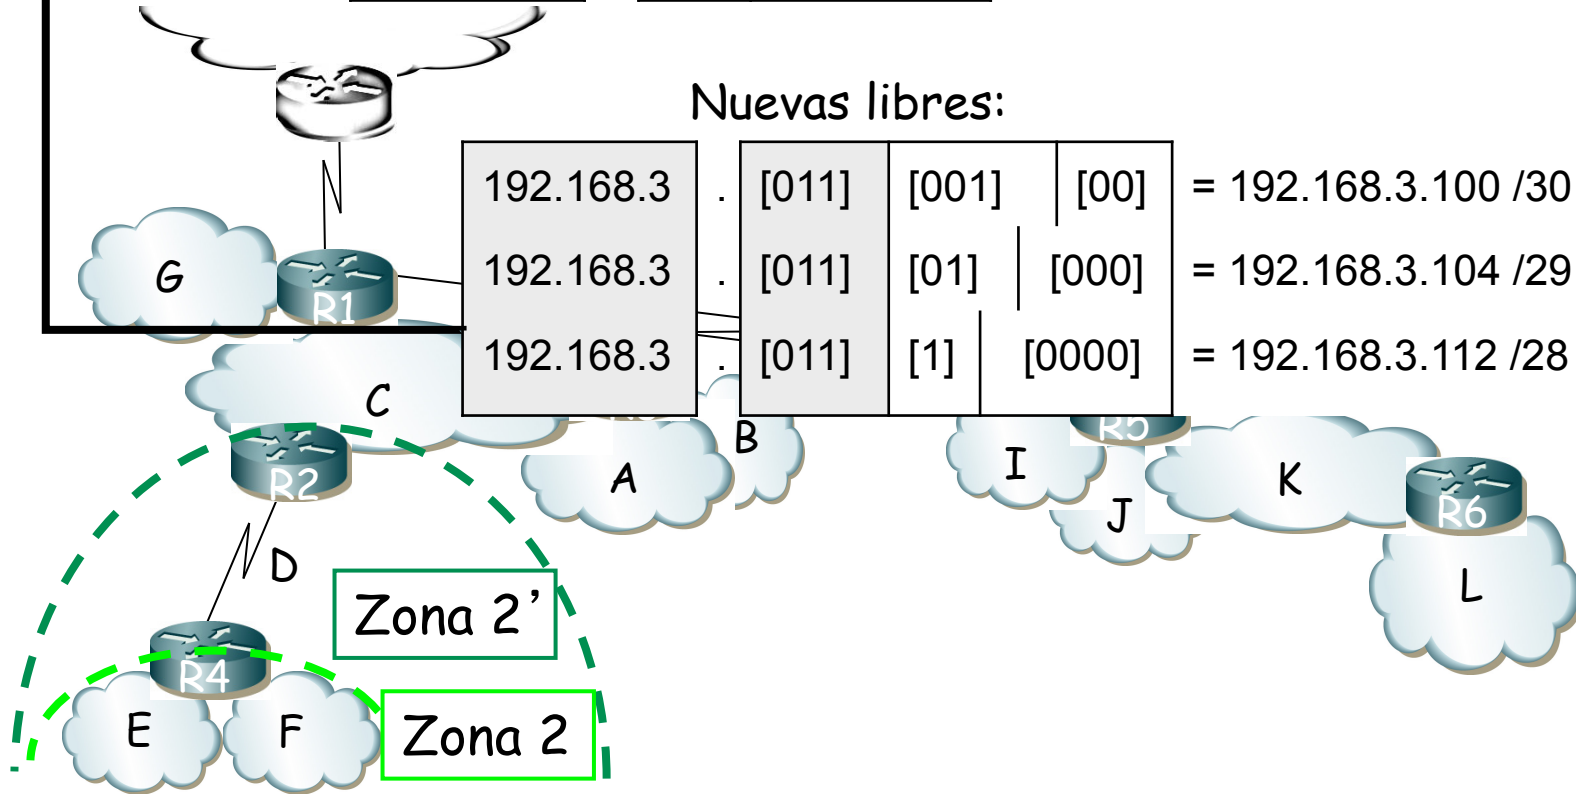 Nuevas libres:
192.168.3 . [011] [001] [00] = 192.168.3.100 /30
192.168.3 . [011] [01] [000] = 192.168.3.104 /29
192.168.3 . [011] [1] [0000] = 192.168.3.112 /28
G
R1
C
R2
A
B
I
R5
J
K
R6
L
D
Zona 2’
R4
E
F
Zona 2